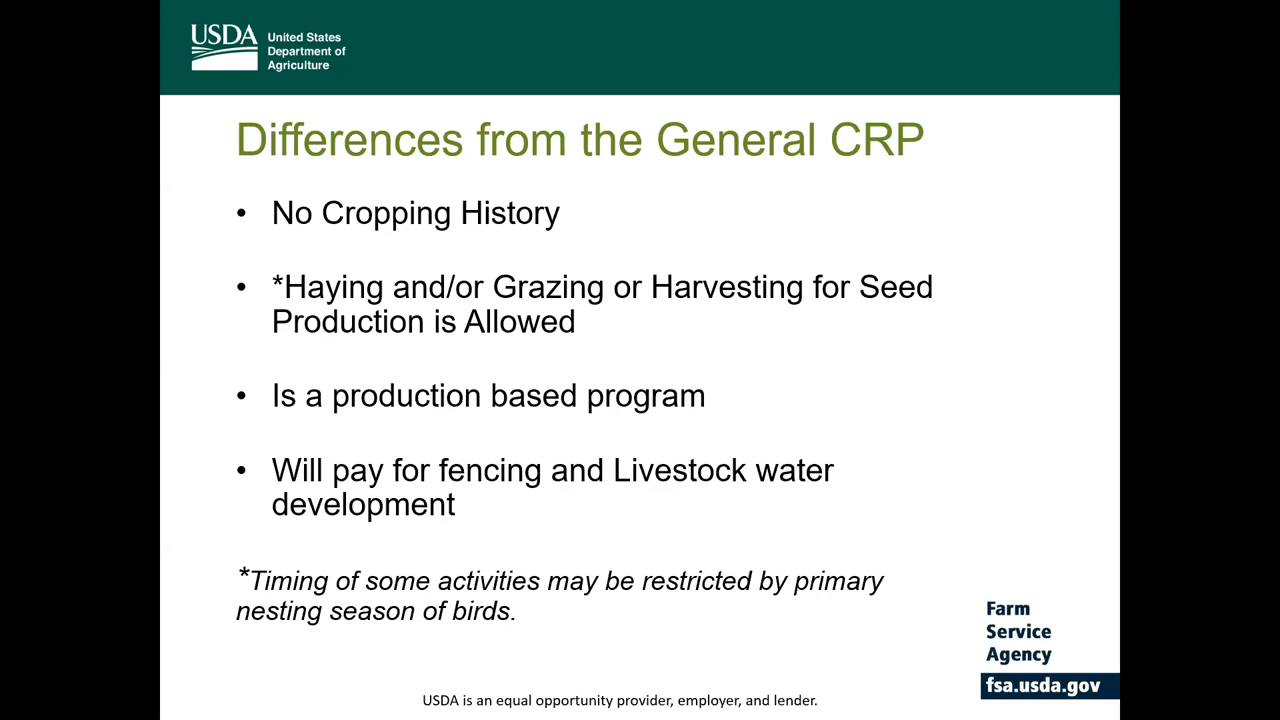 USDA
United States
Department of
Agriculture
Differences from the General CRP
• No Cropping History
• *Haying and/or Grazing or Harvesting for Seed
Production is Allowed
• Is a production based program
• Will pay for fencing and Livestock water
development
*Timing of some activities may be restricted by primary
nesting season of birds.
Farm
Service
Agency
fsa.usda.gov
USDA is an equal opportunity provider, employer, and lender.